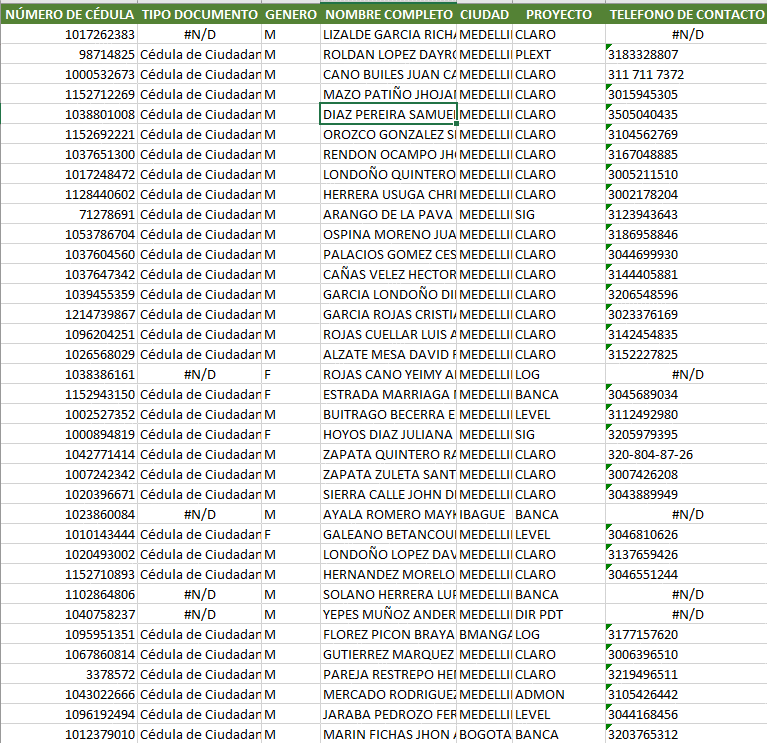 NÚMERO DE CÉDULA TIPO DOCUMENTO GENERO NOMBRE COMPLETO CIUDAD PROYECTO TELEFONO DE CONTACTO
1017262383 #N/D M LIZALDE GARCIA RICHA MEDELLI CLARO #N/D
98714825 Cédula de Ciudadan M ROLDAN LOPEZ DAYRO MEDELLI PLEXT 3183328807
1000532673 Cédula de Ciudadan M CANO BUILES JUAN CA MEDELLI CLARO 311 711 7372
1152712269 Cédula de Ciudadan M MAZO PATIÑO JHOJAN MEDELLI CLARO 3015945305
1038801008 Cédula de Ciudadan M DIAZ PEREIRA SAMUEL MEDELLI CLARO 3505040435
1152692221 Cédula de Ciudadan M OROZCO GONZALEZ MEDELLI CLARO 3104562769
1037651300 Cédula de Ciudadan M RENDON OCAMPO JH MEDELLI CLARO 3167048885
1017248472 Cédula de Ciudadan M LONDOÑO QUINTERO MEDELLI CLARO 3005211510
1128440602 Cédula de Ciudadan M HERRERA USUGA CHRI MEDELLI CLARO 3002178204
71278691 Cédula de Ciudadan M ARANGO DE LA PAVA MEDELLI SIG 3123943643
1053786704 Cédula de Ciudadan M OSPINA MORENO JUA MEDELLI CLARO 3186958846
1037604560 Cédula de Ciudadan M PALACIOS GOMEZ CES MEDELLI CLARO 3044699930
1037647342 Cédula de Ciudadan M CAÑAS VELEZ HECTOR MEDELLI CLARO 3144405881
1039455359 Cédula de Ciudadan M GARCIA LONDOÑO DI MEDELLI CLARO 3206548596
1214739867 Cédula de Ciudadan M GARCIA ROJAS CRISTIA MEDELLI CLARO 3023376169
1096204251 Cédula de Ciudadan M ROJAS CUELLAR LUIS A MEDELLI CLARO 3142454835
1026568029 Cédula de Ciudadan M ALZATE MESA DAVID MEDELLI CLARO 3152227825
1038386161 #N/D F ROJAS CANO YEIMY A MEDELLI LOG #N/D
1152943150 Cédula de Ciudadan F ESTRADA MARRIAGA MEDELLI BANCA 3045689034
1002527352 Cédula de Ciudadan M BUITRAGO BECERRA E MEDELLI LEVEL 3112492980
1000894819 Cédula de Ciudadan F HOYOS DIAZ JULIANA MEDELLI SIG 3205979395
1042771414 Cédula de Ciudadan M ZAPATA QUINTERO RA MEDELLI CLARO 320-804-87-26
1007242342 Cédula de Ciudadan M ZAPATA ZULETA SANT MEDELLI CLARO 3007426208
1020396671 Cédula de Ciudadan M SIERRA CALLE JOHN D MEDELLI CLARO 3043889949
1023860084 #N/D M AYALA ROMERO MAY IBAGUE BANCA #N/D
1010143444 Cédula de Ciudadan F GALEANO BETANCOU MEDELLI LEVEL 3046810626
1020493002 Cédula de Ciudadan M LONDOÑO LOPEZ DAV MEDELLI CLARO 3137659426
1152710893 Cédula de Ciudadan M HERNANDEZ MORELO MEDELLI CLARO 3046551244
1102864806 #N/D M SOLANO HERRERA LU MEDELLI BANCA #N/D
1040758237 #N/D M YEPES MUÑOZ ANDER MEDELLI DIR PDT #N/D
1095951351 Cédula de Ciudadan M FLOREZ PICON BRAYA BMANGA LOG 3177157620
1067860814 Cédula de Ciudadan M GUTIERREZ MARQUEZ MEDELLI CLARO 3006396510
3378572 Cédula de Ciudadan M PAREJA RESTREPO HE MEDELLI CLARO 3219496511
1043022666 Cédula de Ciudadan M MERCADO RODRIGUEZ MEDELLI ADMON 3105426442
1096192494 Cédula de Ciudadan M JARABA PEDROZO FER MEDELLI LEVEL 3044168456
1012379010 Cédula de Ciudadan M MARIN FICHAS JHON A BOGOTA BANCA 3203765312